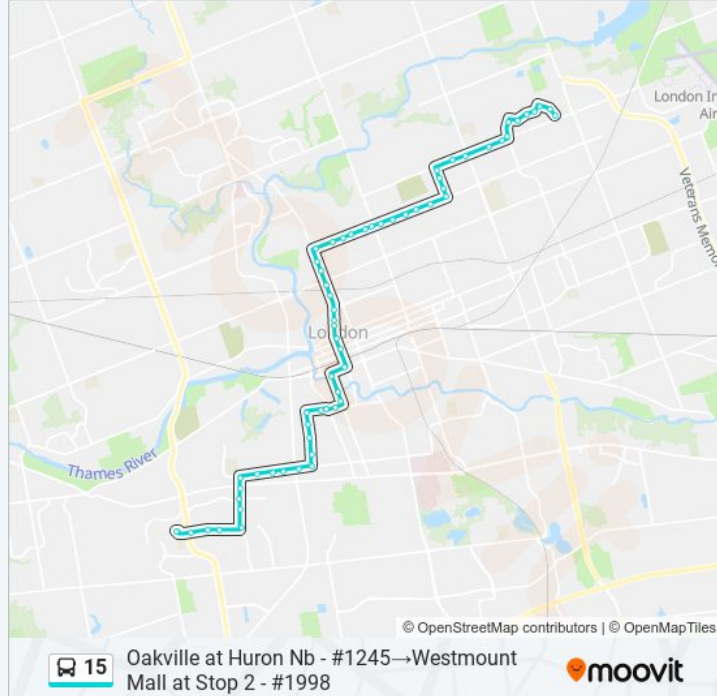 London In
Air
Veterans Memo
London
Thames River
© OpenStreetMap contributors | © OpenMapTiles
15
Oakville at Huron Nb - #1245→Westmount
Mall at Stop 2 - #1998
moovit